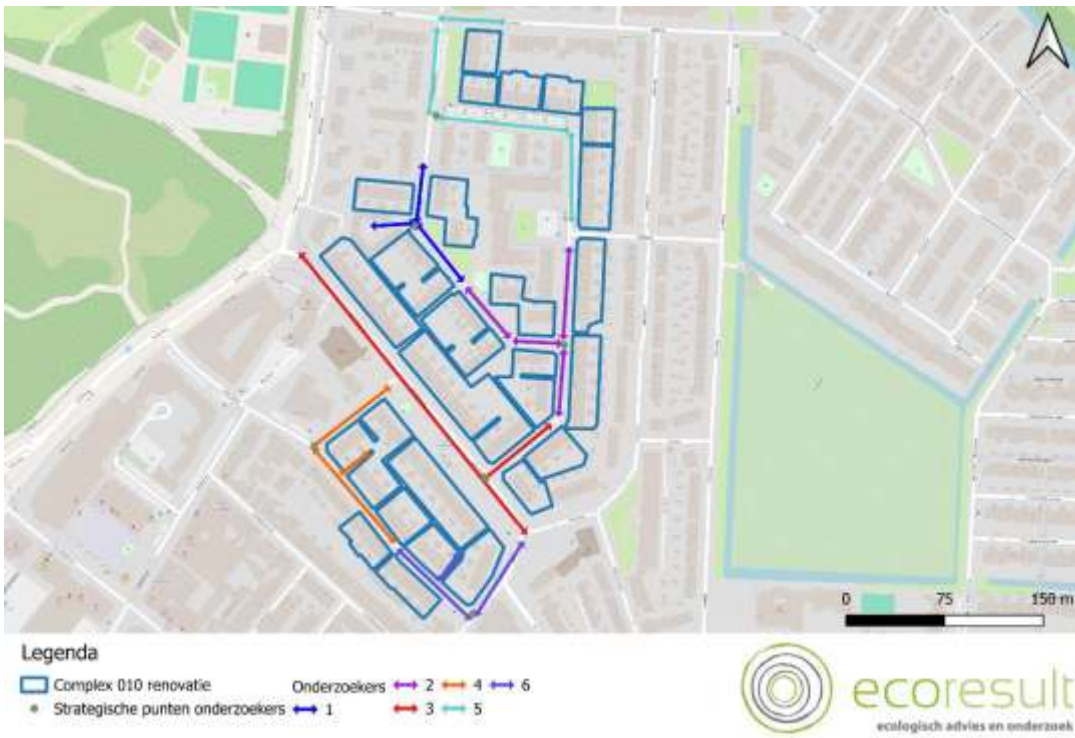 0 75 150 m
Legenda
Complex 010 renovatie
Strategische punten onderzoekers
Onderzoekers
1
2
3
4
5
6
ecoresult
ecologisch advies en onderzoek